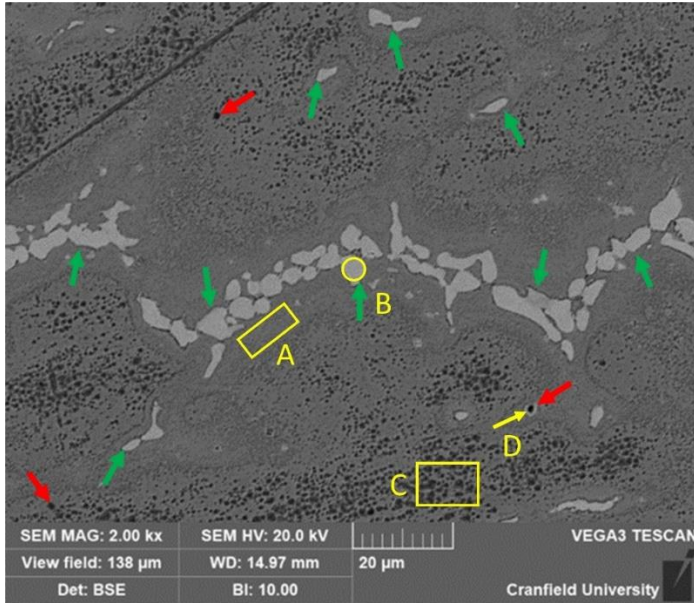 B
A
D
C
SEM MAG: 2.00 kx
SEM HV: 20.0 kV
VEGA3 TESCAN
View field: 138 µm
WD: 14.97 mm
20 µm
Det: BSE
BI: 10.00
Cranfield University